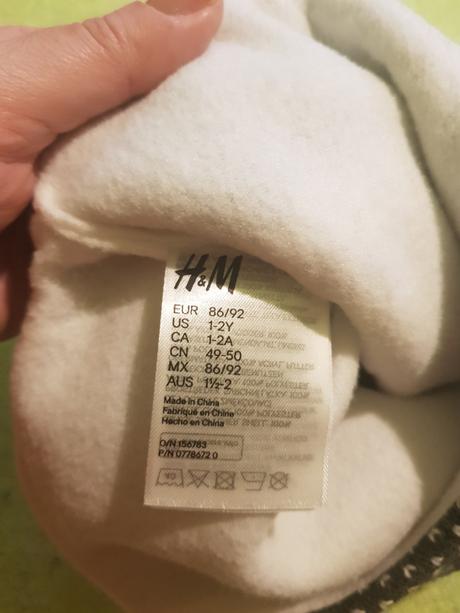 H&M
EUR 86/92
US 1-2Y
CA 1-2A
CN 49-50
MX 86/92
AUS 1½-2
Made in China
Fabriqué en Chine
Hecho en China
O/N 156783
P/N 0778672 0